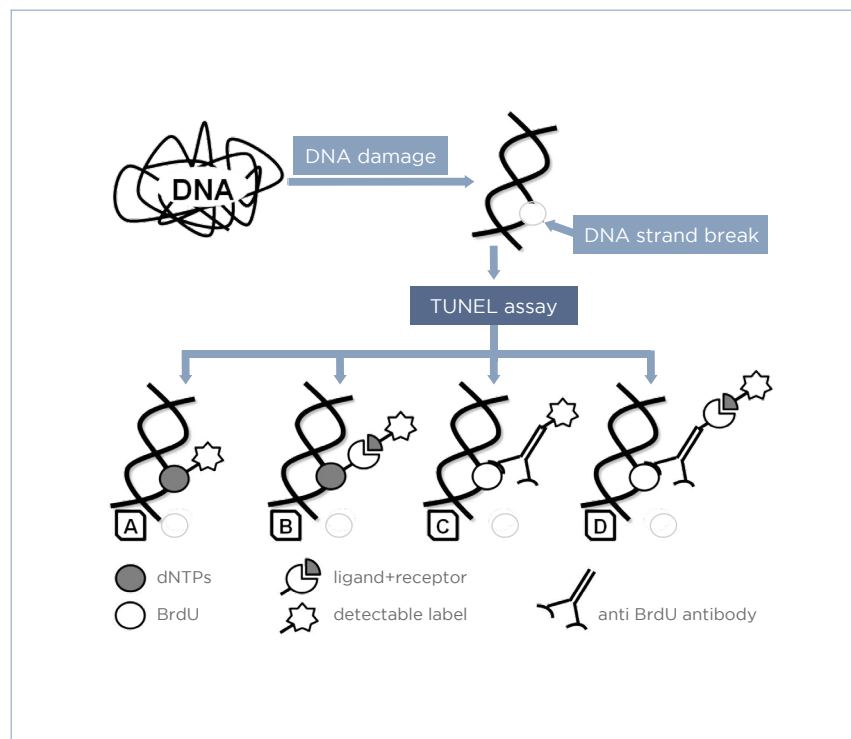 DNA damage
DNA
DNA strand break
TUNEL assay
A
B
C
D
dNTPs
ligand+receptor
BrdU
detectable label
anti BrdU antibody